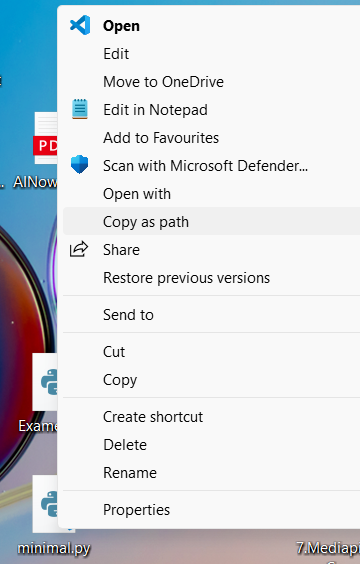 Open
Edit
Move to OneDrive
Edit in Notepad
Add to Favourites
Scan with Microsoft Defender...
Open with
Copy as path
Share
Restore previous versions
Send to
Cut
Copy
Create shortcut
Delete
Rename
Properties
PD
AINow
Exame
minimal.py
7.Mediap